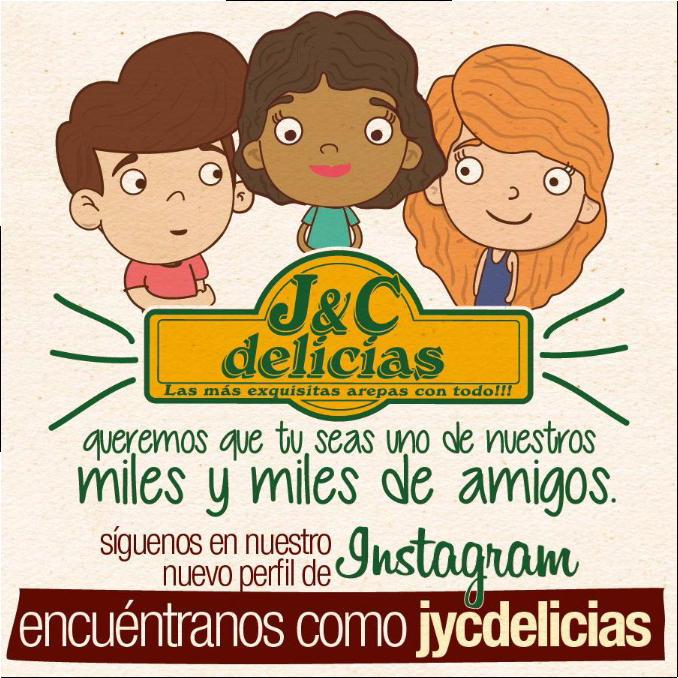 J&C
delicias
Las más exquisitas arepas con todo!!!
queremos que tu seas uno de nuestros
miles y miles de amigos.
síguenos en nuestro
nuevo perfil de Instagram
encuéntranos como jycdelicias